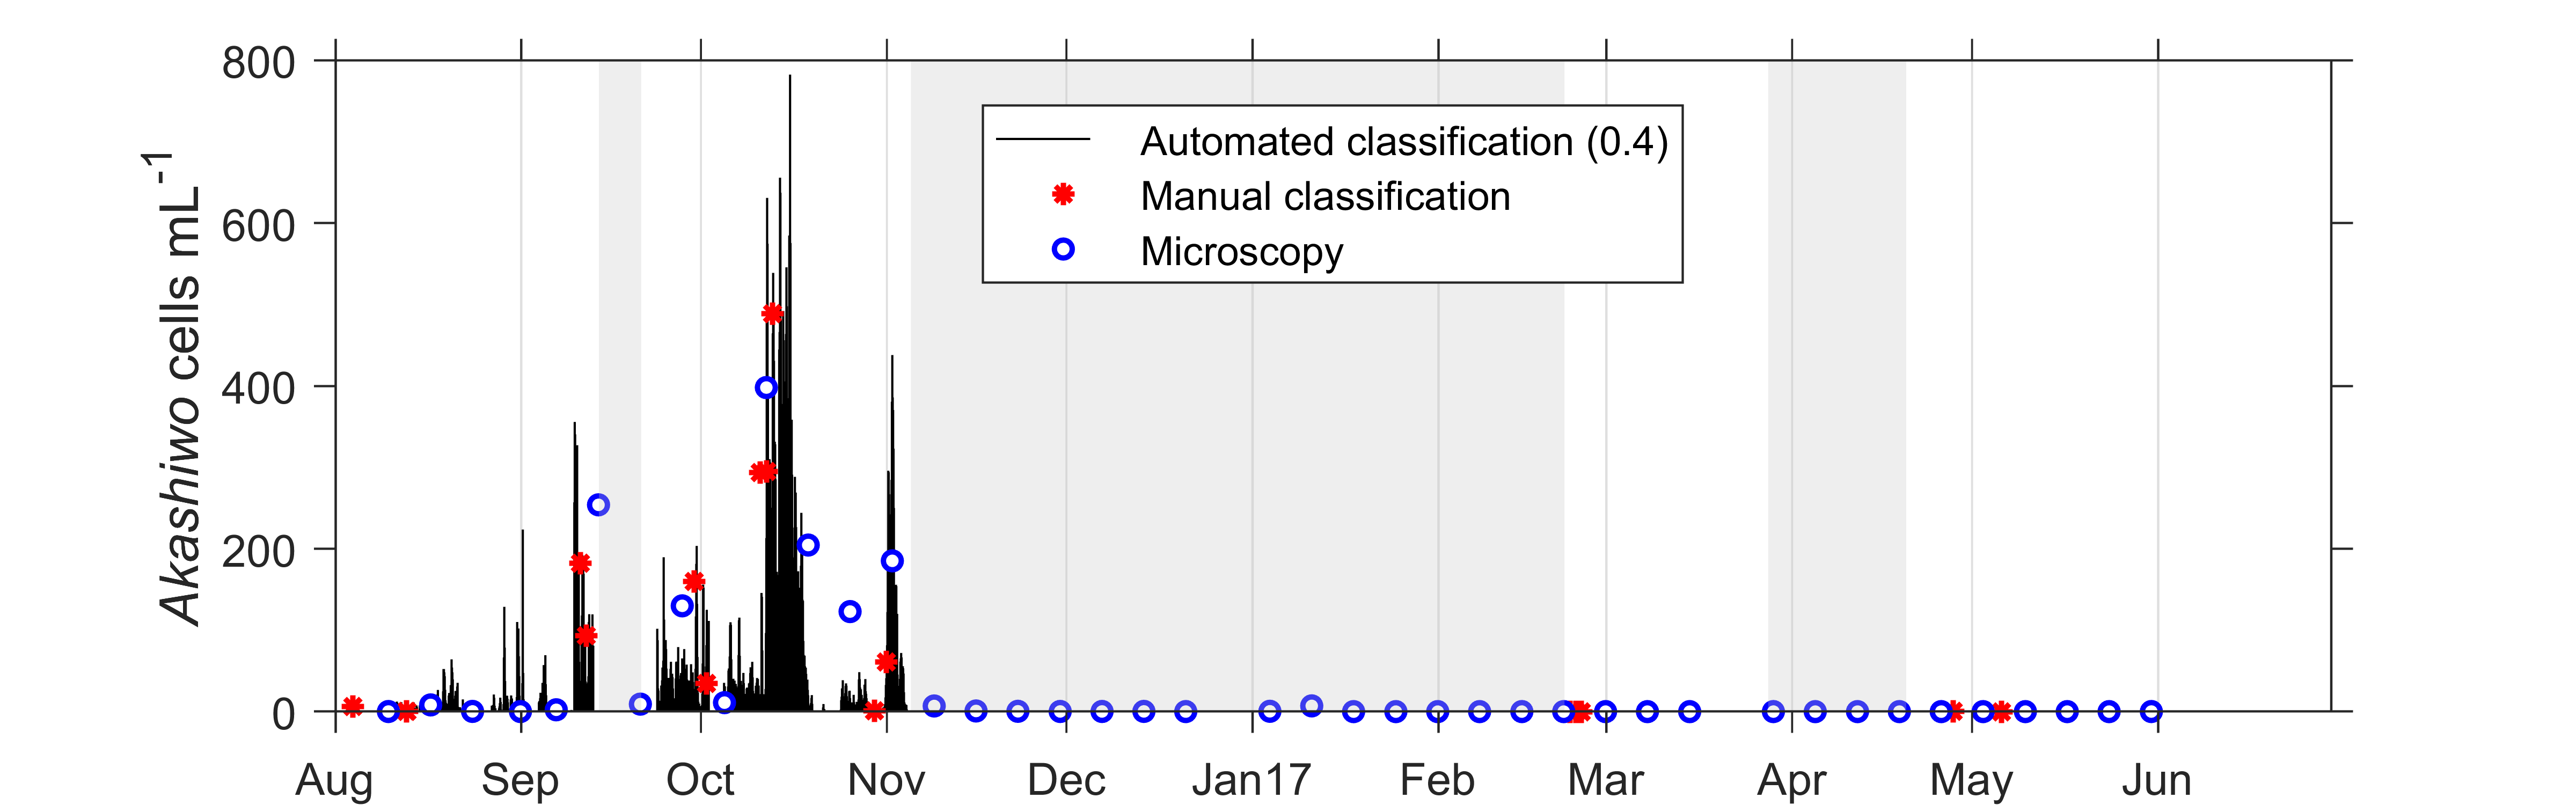 Akashiwo cells mL-1
800
600
400
200
0
Automated classification (0.4)
Manual classification
Microscopy
Aug Sep Oct Nov Dec Jan17 Feb Mar Apr May Jun